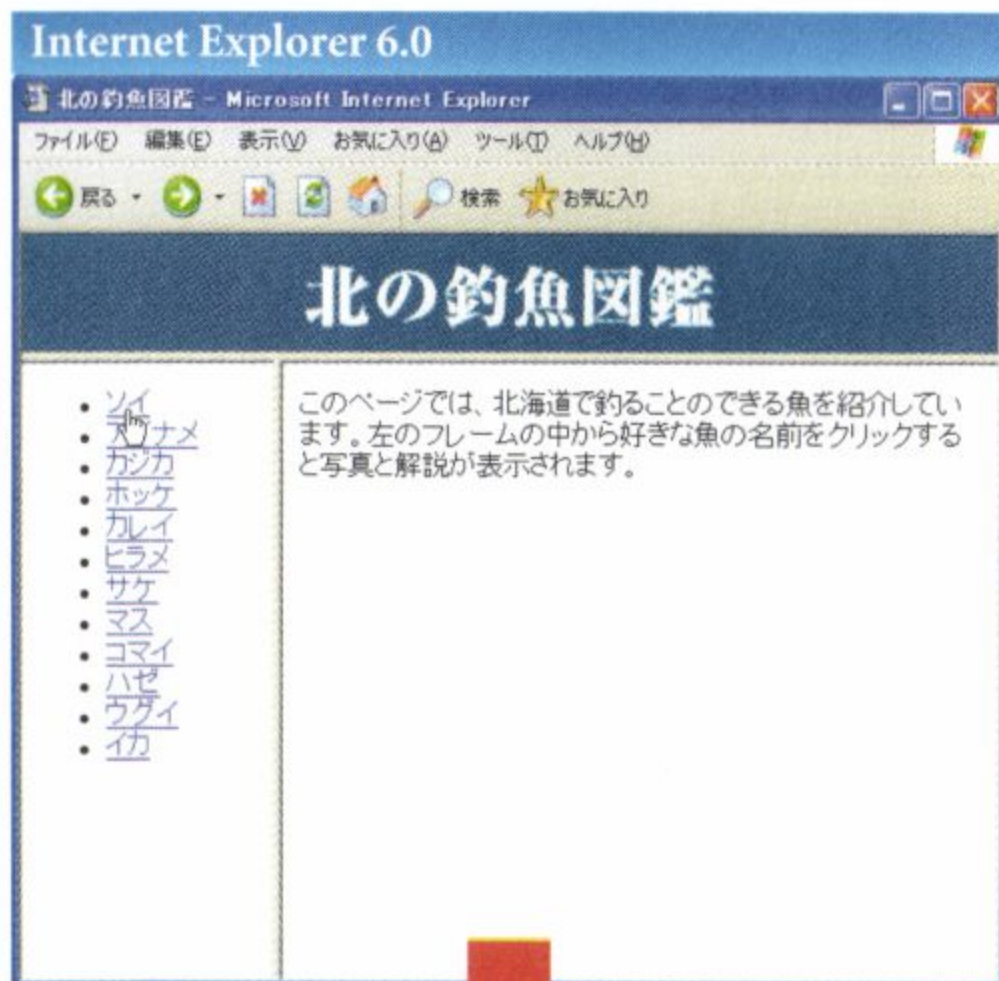 Internet Explorer 6.0
北の釣魚図鑑 - Microsoft Internet Explorer
ファイル(F) 編集(E) 表示(V) お気に入り(A) ツール(T) ヘルプ(H)
戻る 検索 お気に入り
北の釣魚図鑑
ソイ
アイナメ
カジカ
ホッケ
カレイ
ヒラメ
サケ
マス
コマイ
ハゼ
ウグイ
イカ
このページでは、北海道で釣ることのできる魚を紹介してい
ます。左のフレームの中から好きな魚の名前をクリックする
と写真と解説が表示されます。